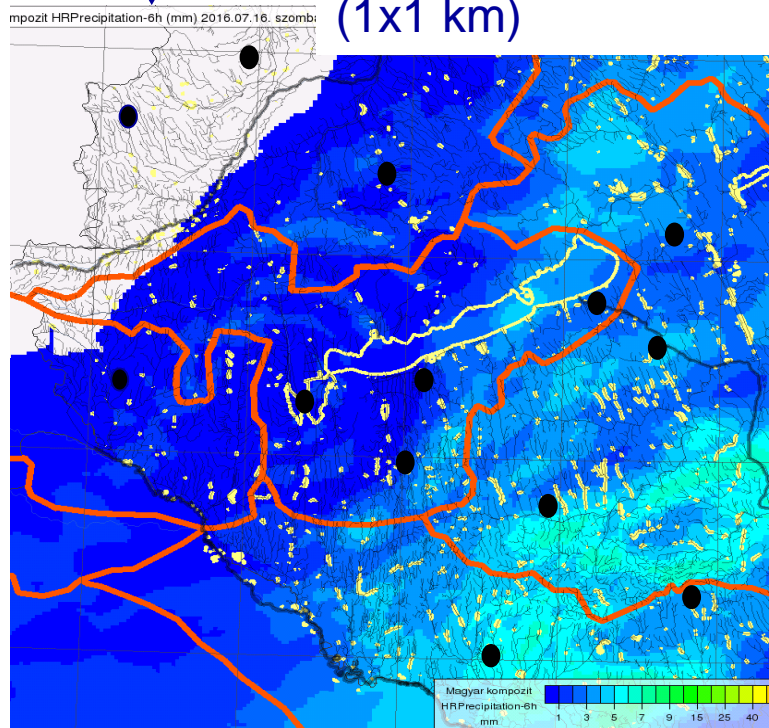 mpozit HRPrecipitation-6h (mm) 2016.07.16. szomba
(1x1 km)
Magyar kompozit
HRPrecipitation-6h
mm
1 3 5 7 9 15 25 40